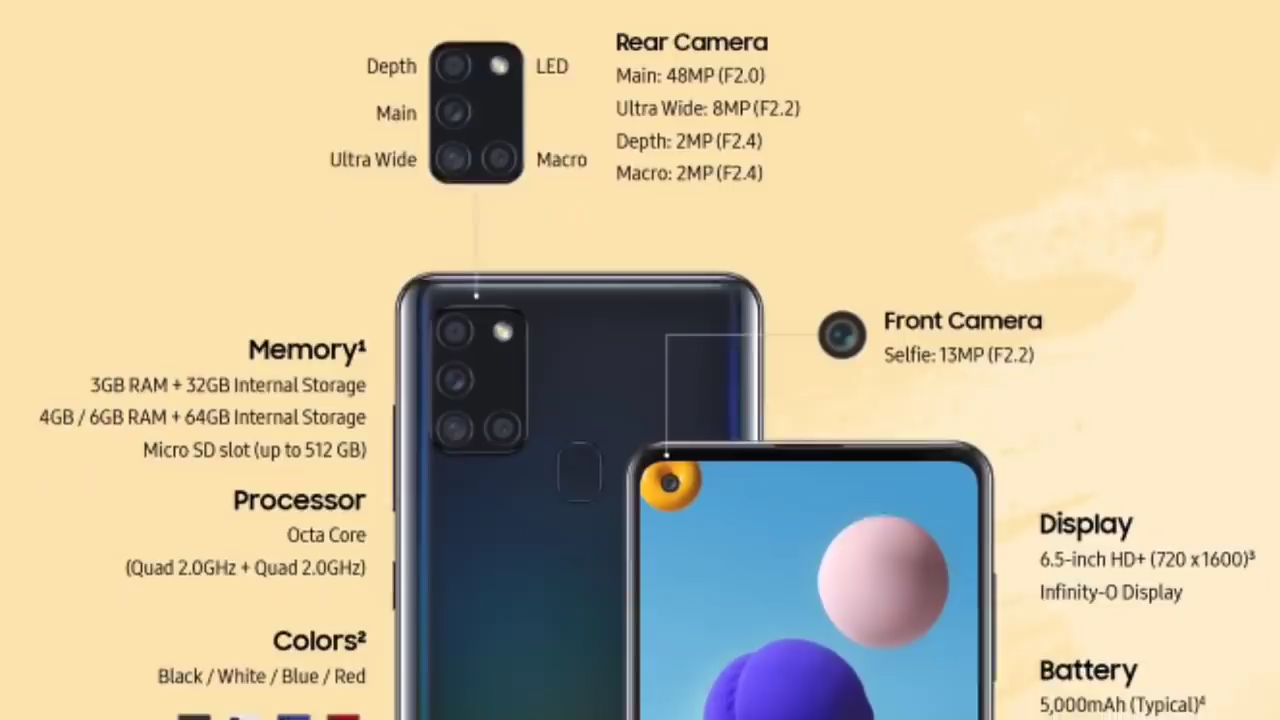 Depth
LED
Main
Ultra Wide
Macro
Rear Camera
Main: 48MP (F2.0)
Ultra Wide: 8MP (F2.2)
Depth: 2MP (F2.4)
Macro: 2MP (F2.4)
Front Camera
Selfie: 13MP (F2.2)
Memory¹
3GB RAM + 32GB Internal Storage
4GB / 6GB RAM + 64GB Internal Storage
Micro SD slot (up to 512 GB)
Processor
Octa Core
(Quad 2.0GHz + Quad 2.0GHz)
Colors²
Black / White / Blue / Red
Display
6.5-inch HD+ (720 x 1600)³
Infinity-O Display
Battery
5,000mAh (Typical)⁴